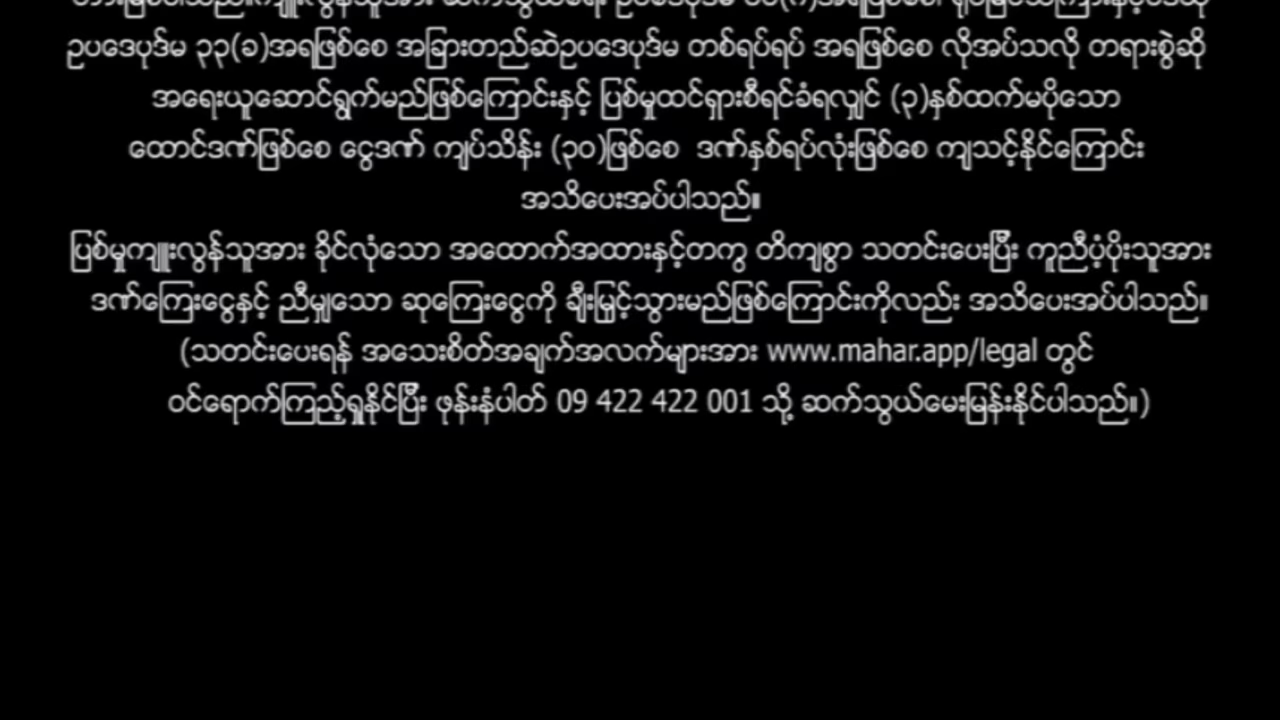 ဥပဒေပုဒ်မ ၃၃(ခ)အရဖြစ်စေ အခြားတည်ဆဲဥပဒေပုဒ်မ တစ်ရပ်ရပ် အရဖြစ်စေ လိုအပ်သလို တရားစွဲဆို
အရေးယူဆောင်ရွက်မည်ဖြစ်ကြောင်းနှင့် ပြစ်မှုထင်ရှားစီရင်ခံရလျှင် (၃)နှစ်ထက်မပိုသော
ထောင်ဒဏ်ဖြစ်စေ ငွေဒဏ် ကျပ်သိန်း (၃၀)ဖြစ်စေ ဒဏ်နှစ်ရပ်လုံးဖြစ်စေ ကျသင့်နိုင်ကြောင်း
အသိပေးအပ်ပါသည်။
ပြစ်မှုကျူးလွန်သူအား ခိုင်လုံသော အထောက်အထားနှင့်တကွ တိကျစွာ သတင်းပေးပြီး ကူညီပံ့ပိုးသူအား
ဒဏ်ကြေးငွေနှင့် ညီမျှသော ဆုကြေးငွေကို ချီးမြှင့်သွားမည်ဖြစ်ကြောင်းကိုလည်း အသိပေးအပ်ပါသည်။
(သတင်းပေးရန် အသေးစိတ်အချက်အလက်များအား www.mahar.app/legal တွင်
ဝင်ရောက်ကြည့်ရှုနိုင်ပြီး ဖုန်းနံပါတ် 09 422 422 001 သို့ ဆက်သွယ်မေးမြန်းနိုင်ပါသည်။)